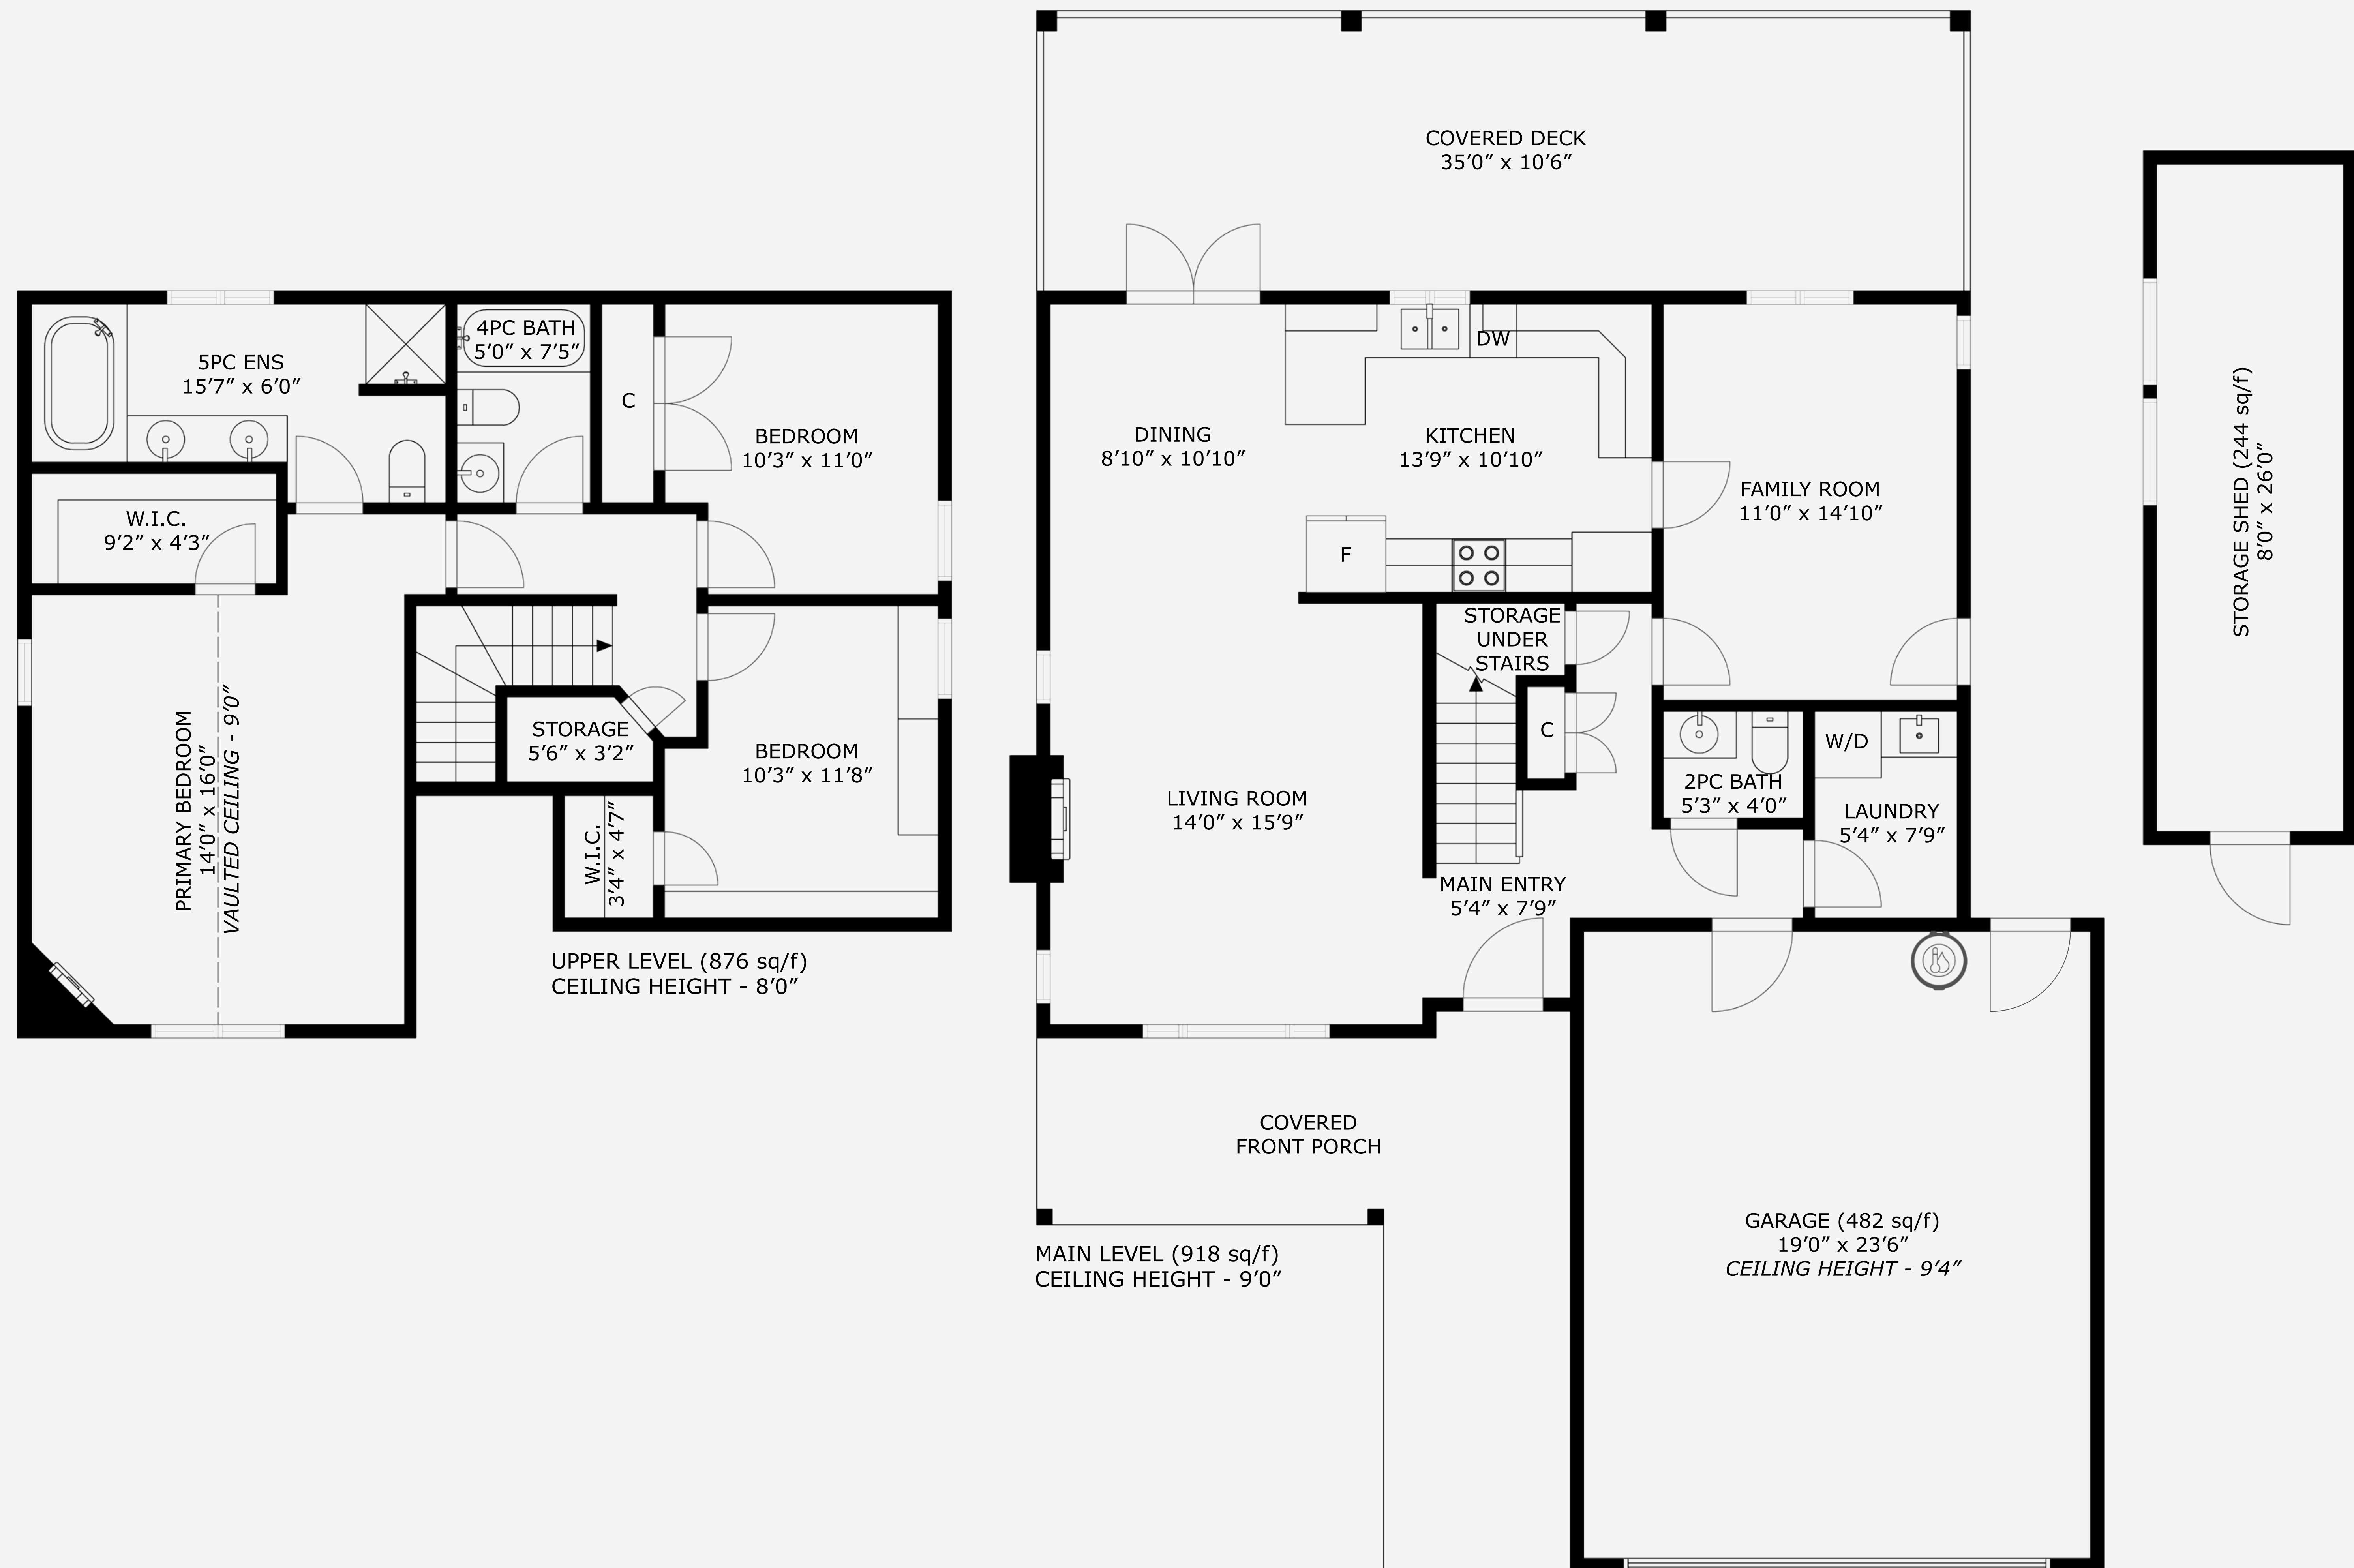 5PC ENS
15’7” x 6’0”
4PC BATH
5’0” x 7’5”
C
BEDROOM
10’3” x 11’0”
W.I.C.
9’2” x 4’3”
PRIMARY BEDROOM
14’0” x 16’0”
VAULTED CEILING - 9’0”
STORAGE
5’6” x 3’2”
BEDROOM
10’3” x 11’8”
W.I.C.
3’4” x 4’7”
UPPER LEVEL (876 sq/f)
CEILING HEIGHT - 8’0”
COVERED DECK
35’0” x 10’6”
DW
DINING
8’10” x 10’10”
KITCHEN
13’9” x 10’10”
F
FAMILY ROOM
11’0” x 14’10”
STORAGE
UNDER
STAIRS
C
LIVING ROOM
14’0” x 15’9”
2PC BATH
5’3” x 4’0”
W/D
LAUNDRY
5’4” x 7’9”
MAIN ENTRY
5’4” x 7’9”
COVERED
FRONT PORCH
MAIN LEVEL (918 sq/f)
CEILING HEIGHT - 9’0”
GARAGE (482 sq/f)
19’0” x 23’6”
CEILING HEIGHT - 9’4”
STORAGE SHED (244 sq/f)
8’0” x 26’0”